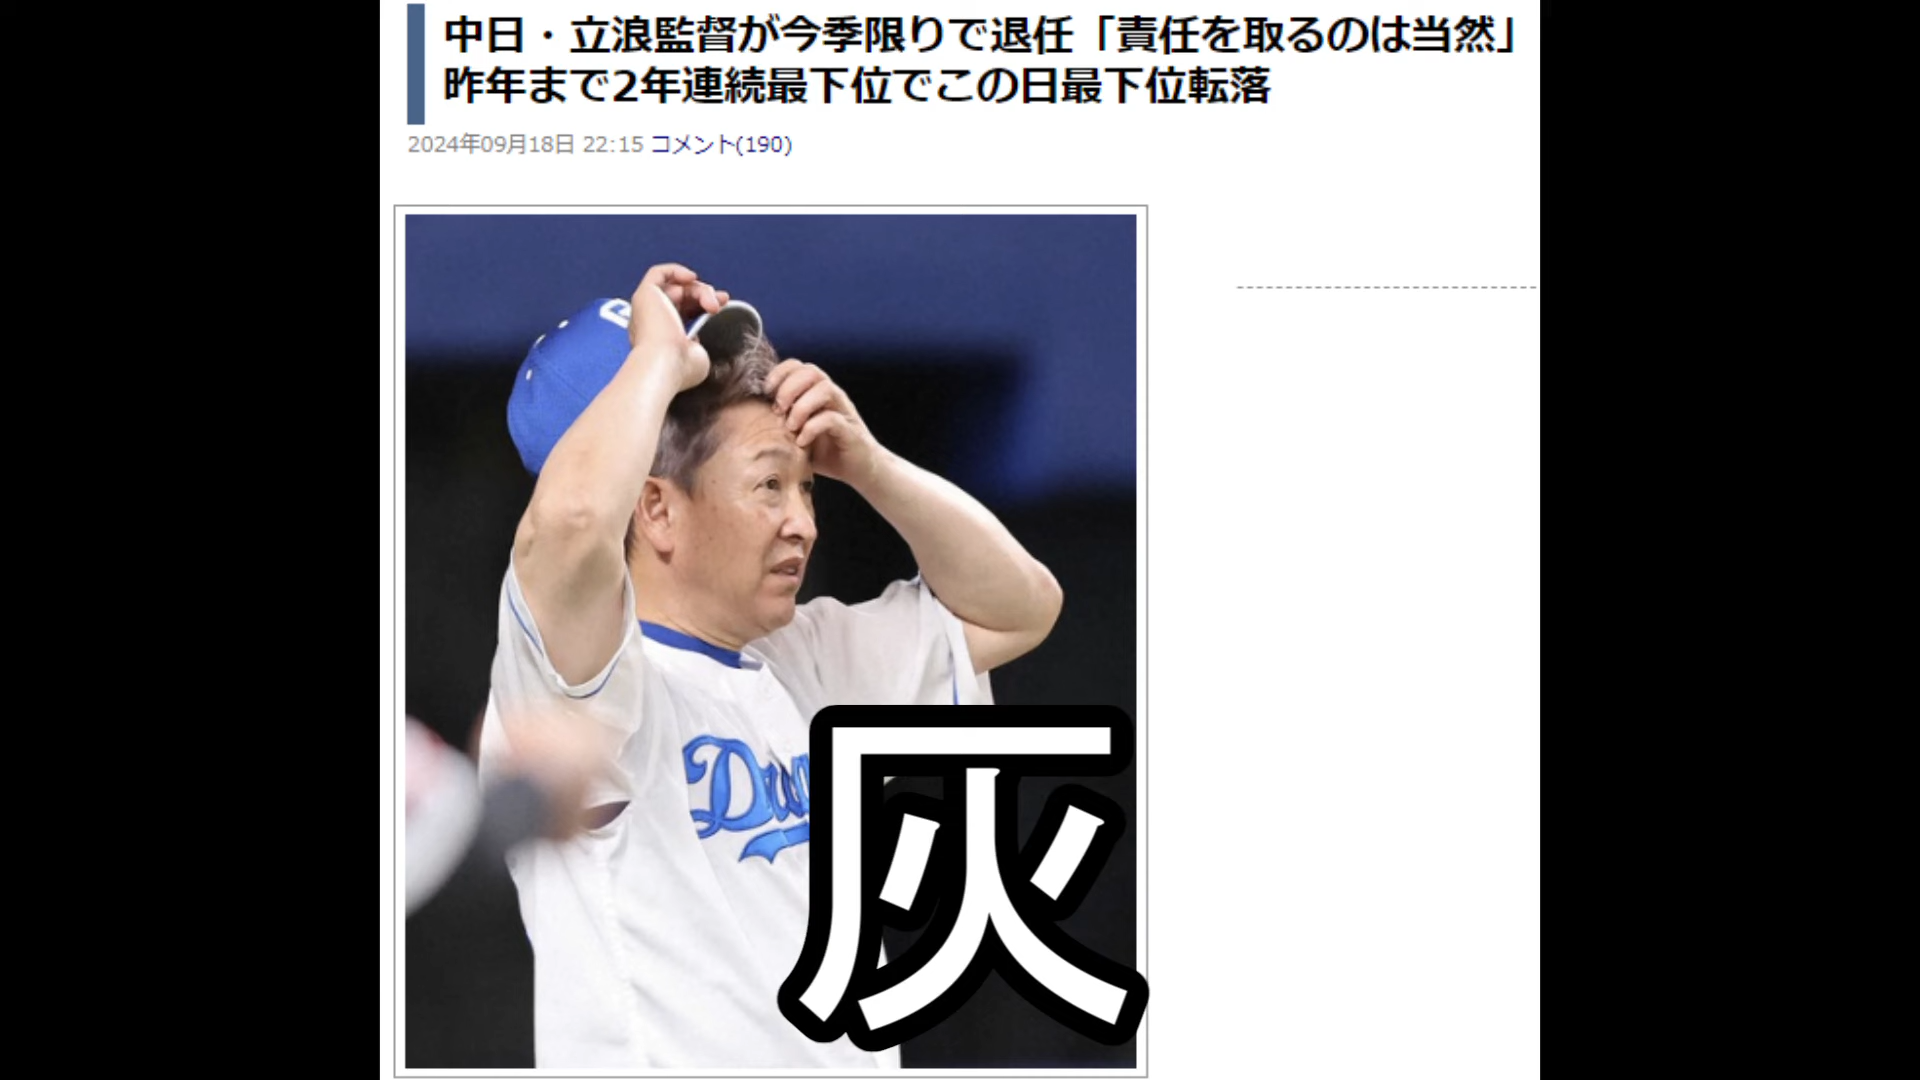 中日・立浪監督が今季限りで退任「責任を取るのは当然」
昨年まで2年連続最下位でこの日最下位転落
2024年09月18日 22:15 コメント(190)
灰